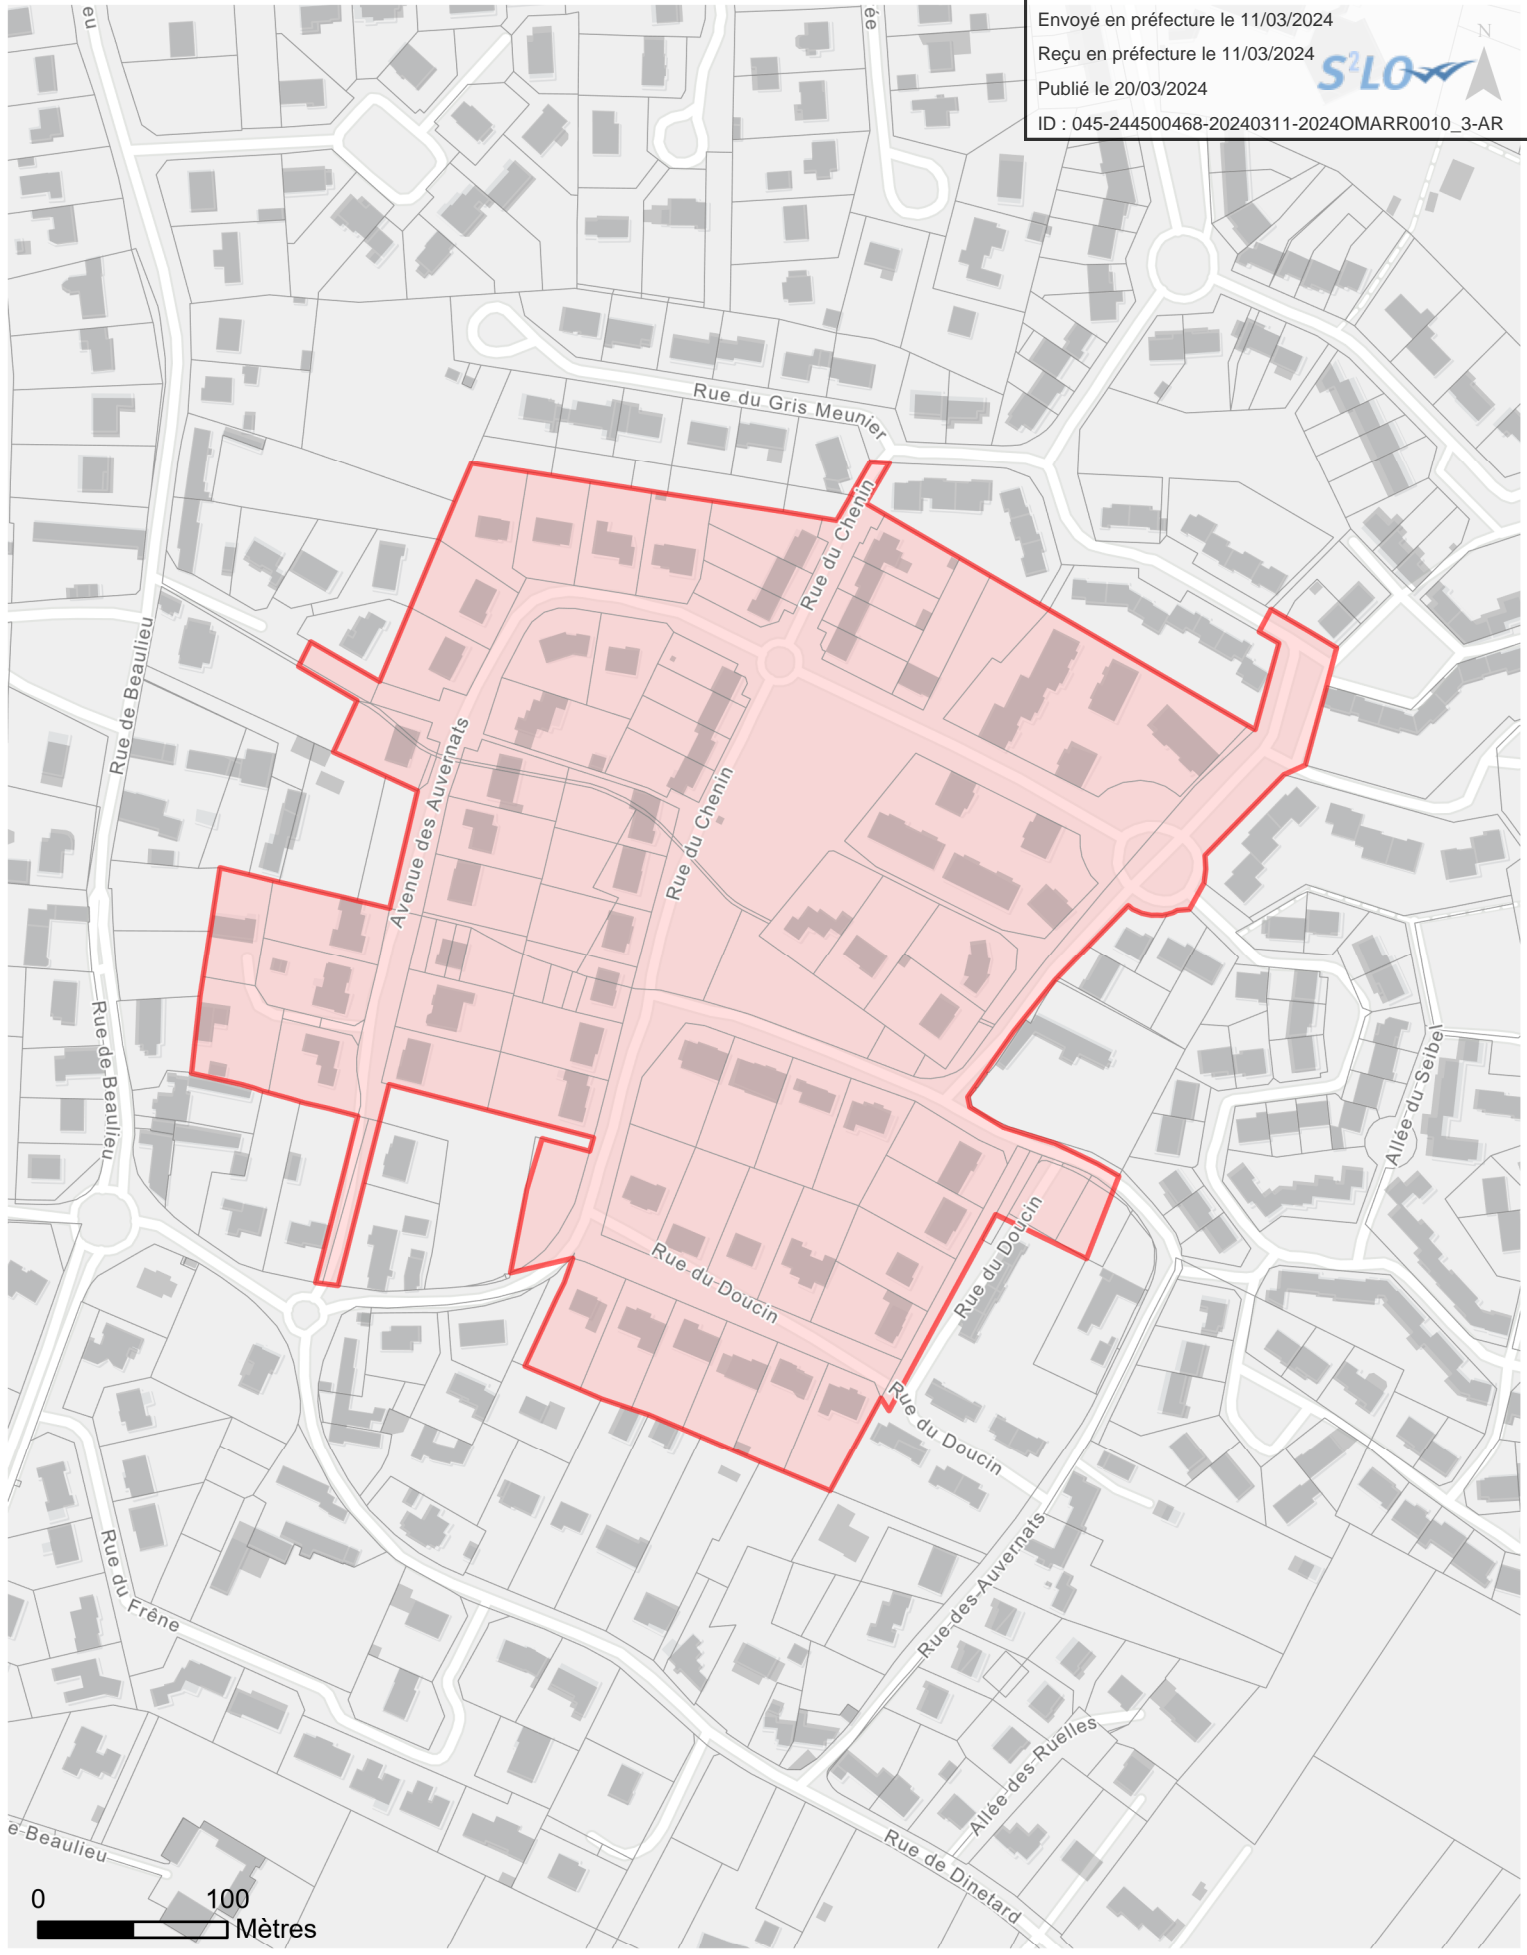 Envoyé en préfecture le 11/03/2024
Reçu en préfecture le 11/03/2024
Publié le 20/03/2024
S²LO
ID : 045-244500468-20240311-2024OMARR0010_3-AR
N
eu
ée
Rue du Gris Meunier
Rue du Chenin
Rue de Beaulieu
Avenue des Auvernats
Rue du Chenin
Rue de Beaulieu
Allée du Seibel
Rue du Doucin
Rue du Doucin
Rue du Doucin
Rue du Frêne
Rue des Auvernats
Allée des Ruelles
e Beaulieu
Rue de Dinetard
0 100
Mètres